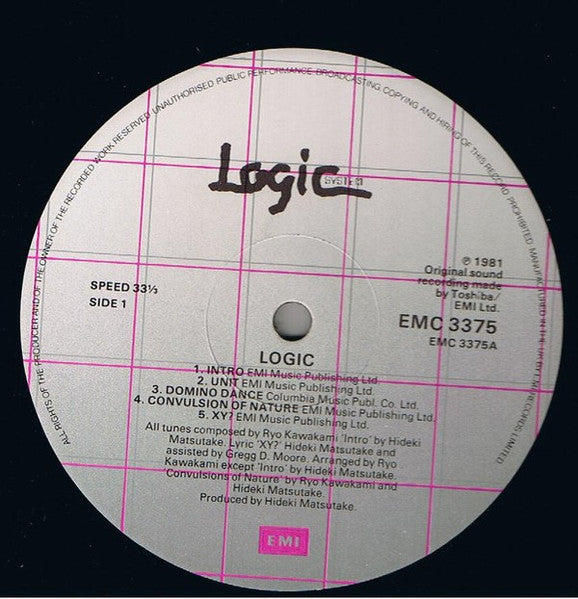 ALL RIGHTS OF THE PRODUCER AND OF THE OWNER OF THE RECORDED WORK RESERVED UNAUTHORISED PUBLIC PERFORMANCE BROADCASTING COPYING AND HIRING OF THIS RECORD PROHIBITED MANUFACTURED IN THE UK BY EMI RECORDS LIMITED
Logic
SYSTEM
℗ 1981
Original sound
recording made
by Toshiba/
EMI Ltd.
SPEED 33⅓
SIDE 1
EMC 3375
EMC 3375A
LOGIC
1. INTRO EMI Music Publishing Ltd.
2. UNIT EMI Music Publishing Ltd.
3. DOMINO DANCE Columbia Music Publ. Co. Ltd.
4. CONVULSION OF NATURE EMI Music Publishing Ltd.
5. XY? EMI Music Publishing Ltd.
All tunes composed by Ryo Kawakami 'Intro' by Hideki
Matsutake. Lyric 'XY?' Hideki Matsutake and
assisted by Gregg D. Moore. Arranged by Ryo
Kawakami except 'Intro' by Hideki Matsutake.
'Convulsions of Nature' by Ryo Kawakami and
Hideki Matsutake.
Produced by Hideki Matsutake.
EMI